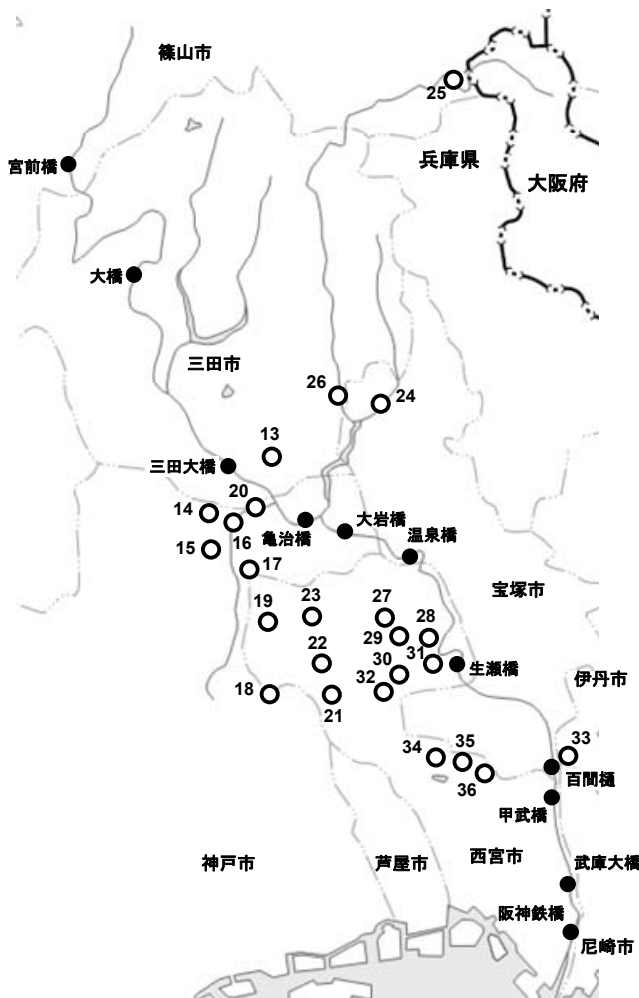 篠山市
25
兵庫県
宮前橋
大阪府
大橋
三田市
26
24
13
三田大橋
20
14
大岩橋
16
亀治橋
温泉橋
15
17
宝塚市
23
27
19
28
29
22
31
30
生瀬橋
伊丹市
32
18
21
33
34
35
百間樋
36
甲武橋
西宮市
神戸市
芦屋市
武庫大橋
阪神鉄橋
尼崎市